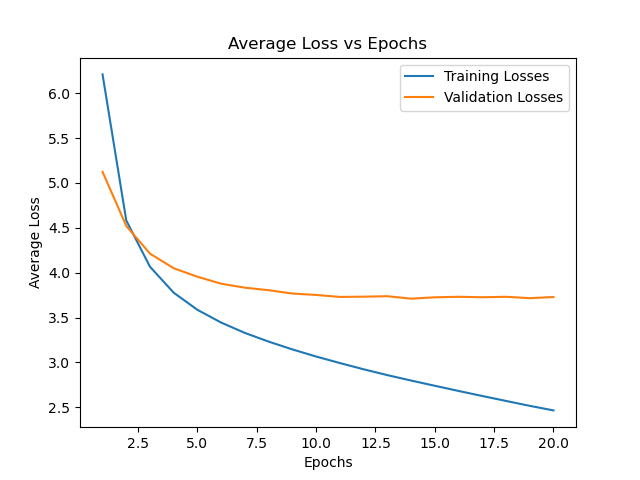 Average Loss vs Epochs
Training Losses
Validation Losses
6.0
5.5
5.0
4.5
4.0
3.5
3.0
2.5
Average Loss
2.5 5.0 7.5 10.0 12.5 15.0 17.5 20.0
Epochs